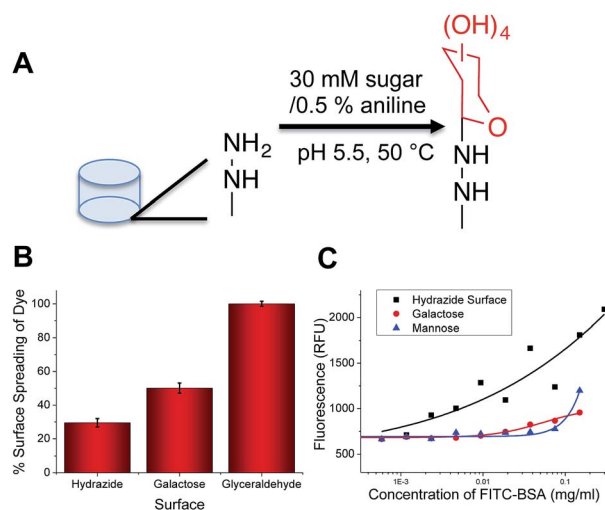 A
30 mM sugar
/0.5 % aniline
pH 5.5, 50 °C
NH2
NH
(OH)4
O
NH
NH
B
% Surface Spreading of Dye
100
80
60
40
20
0
Hydrazide Galactose Glyceraldehyde
Surface
C
Fluorescence (RFU)
2000
1500
1000
500
Hydrazide Surface
Galactose
Mannose
1E-3 0.01 0.1
Concentration of FITC-BSA (mg/ml)